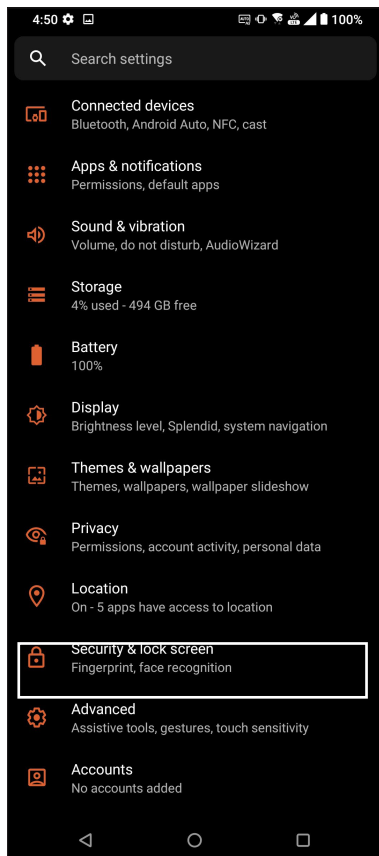 4:50 100%
Search settings
Connected devices
Bluetooth, Android Auto, NFC, cast
Apps & notifications
Permissions, default apps
Sound & vibration
Volume, do not disturb, AudioWizard
Storage
4% used - 494 GB free
Battery
100%
Display
Brightness level, Splendid, system navigation
Themes & wallpapers
Themes, wallpapers, wallpaper slideshow
Privacy
Permissions, account activity, personal data
Location
On - 5 apps have access to location
Security & lock screen
Fingerprint, face recognition
Advanced
Assistive tools, gestures, touch sensitivity
Accounts
No accounts added